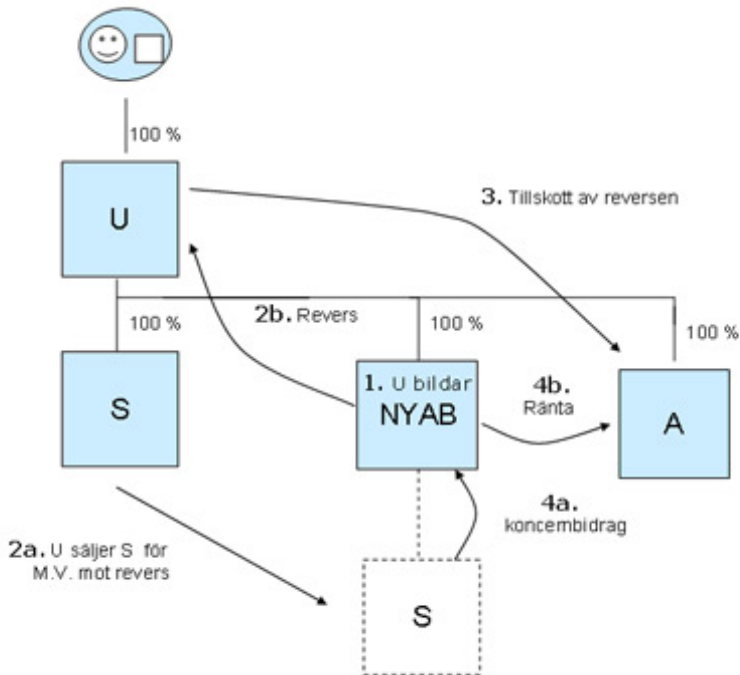 100 %
U
3. Tillskott av reversen
100 %
2b. Revers
100 %
100 %
S
1. U bildar
NYAB
4b.
Ränta
A
4a.
koncembidrag
2a. U säljer S för
M.V. mot revers
S